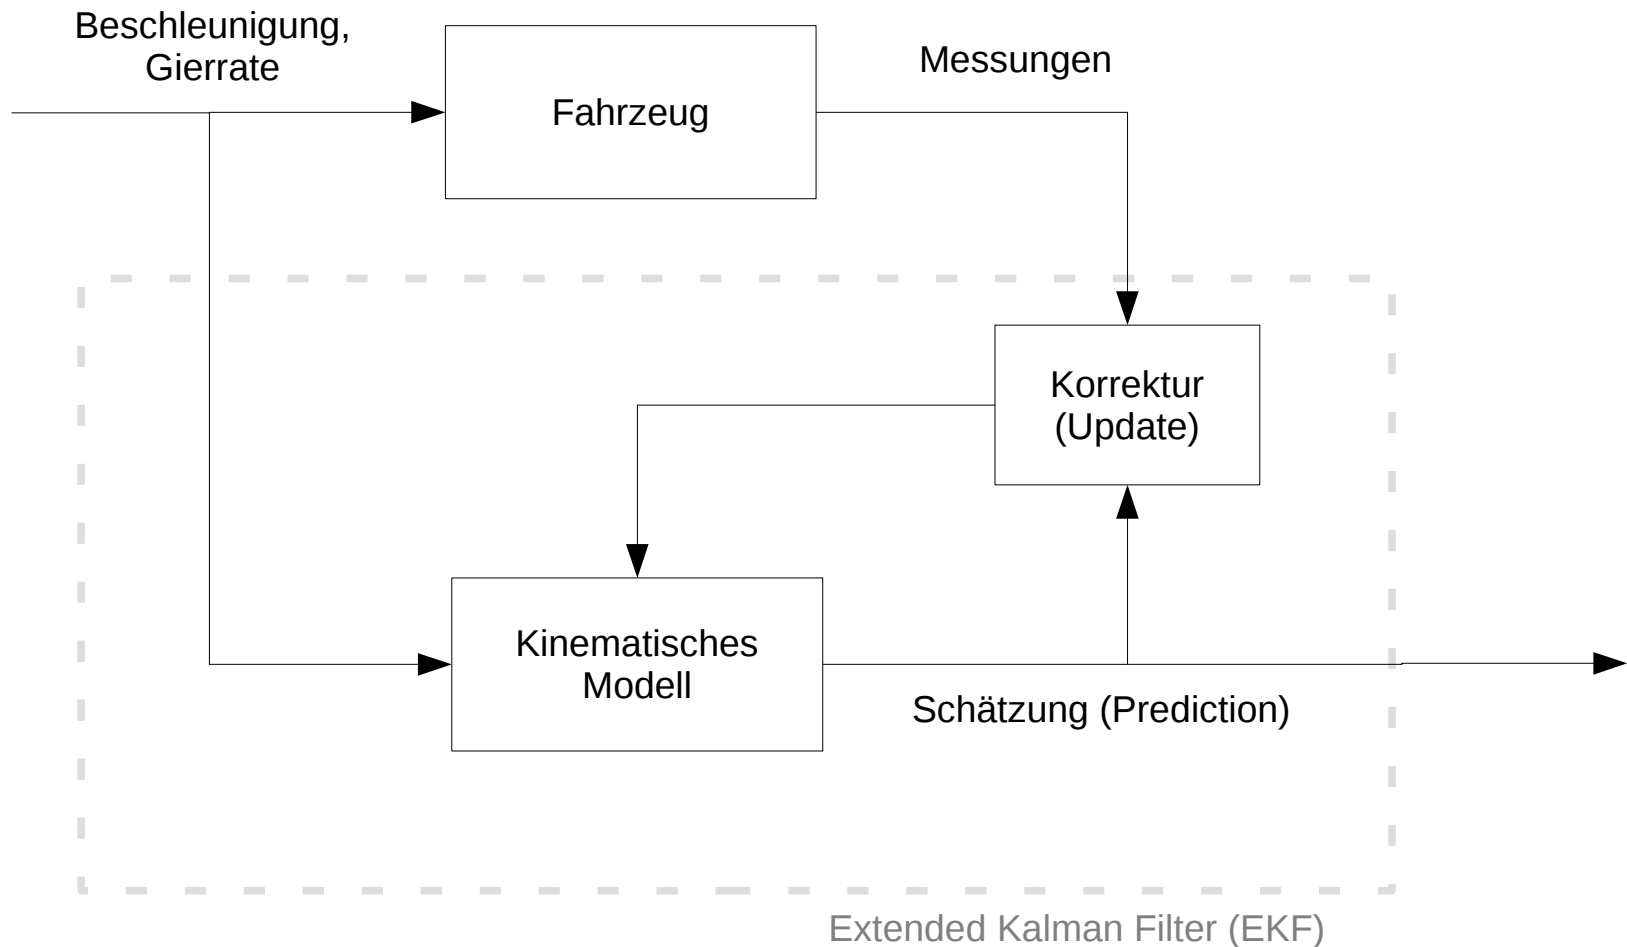 Beschleunigung,
Gierrate
Fahrzeug
Messungen
Korrektur
(Update)
Kinematisches
Modell
Schätzung (Prediction)
Extended Kalman Filter (EKF)